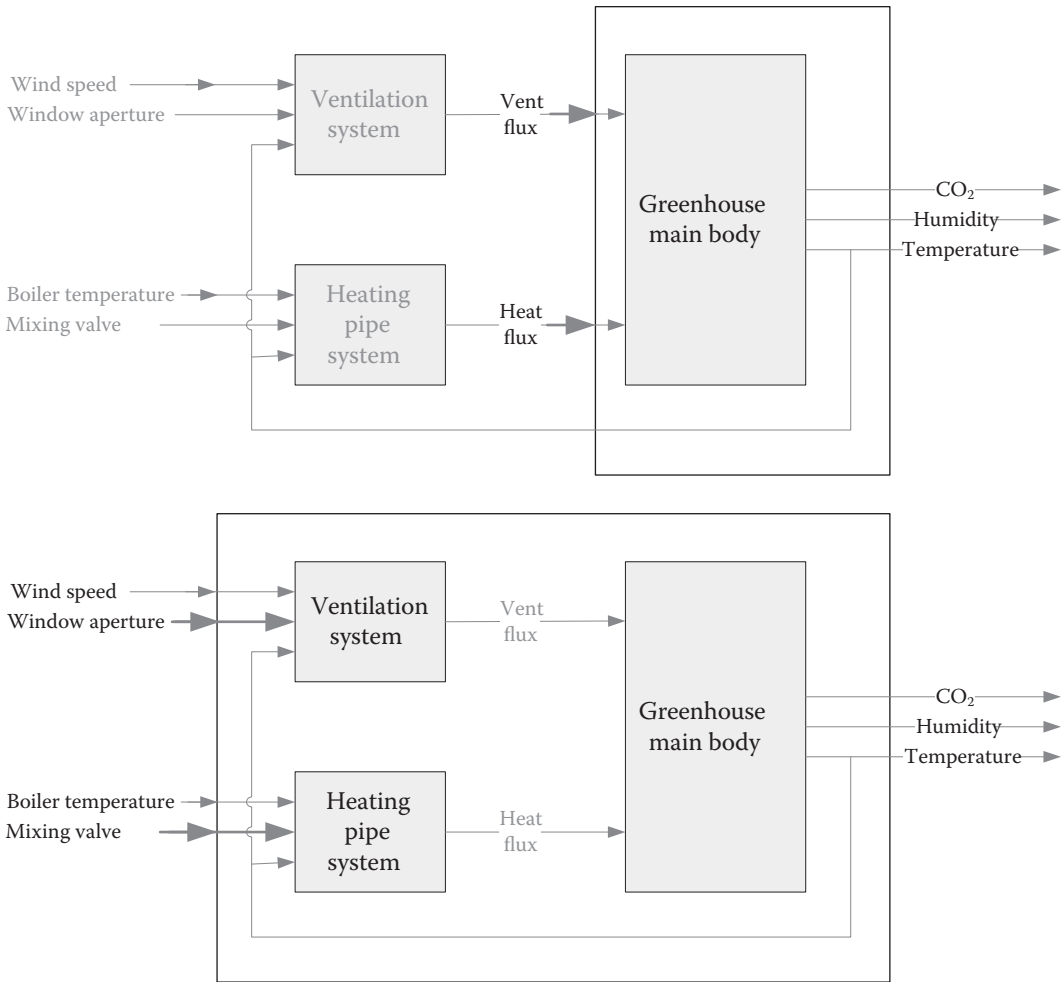 Wind speed
Window aperture
Ventilation
system
Vent
flux
Greenhouse
main body
CO₂
Humidity
Temperature
Boiler temperature
Mixing valve
Heating
pipe
system
Heat
flux
Wind speed
Window aperture
Ventilation
system
Vent
flux
Greenhouse
main body
CO₂
Humidity
Temperature
Boiler temperature
Mixing valve
Heating
pipe
system
Heat
flux